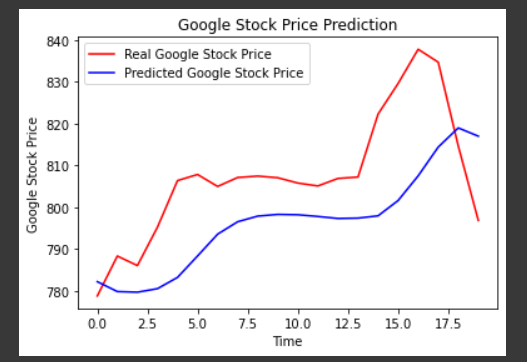 Google Stock Price Prediction
Real Google Stock Price
Predicted Google Stock Price
Google Stock Price
840
830
820
810
800
790
780
0.0 2.5 5.0 7.5 10.0 12.5 15.0 17.5
Time